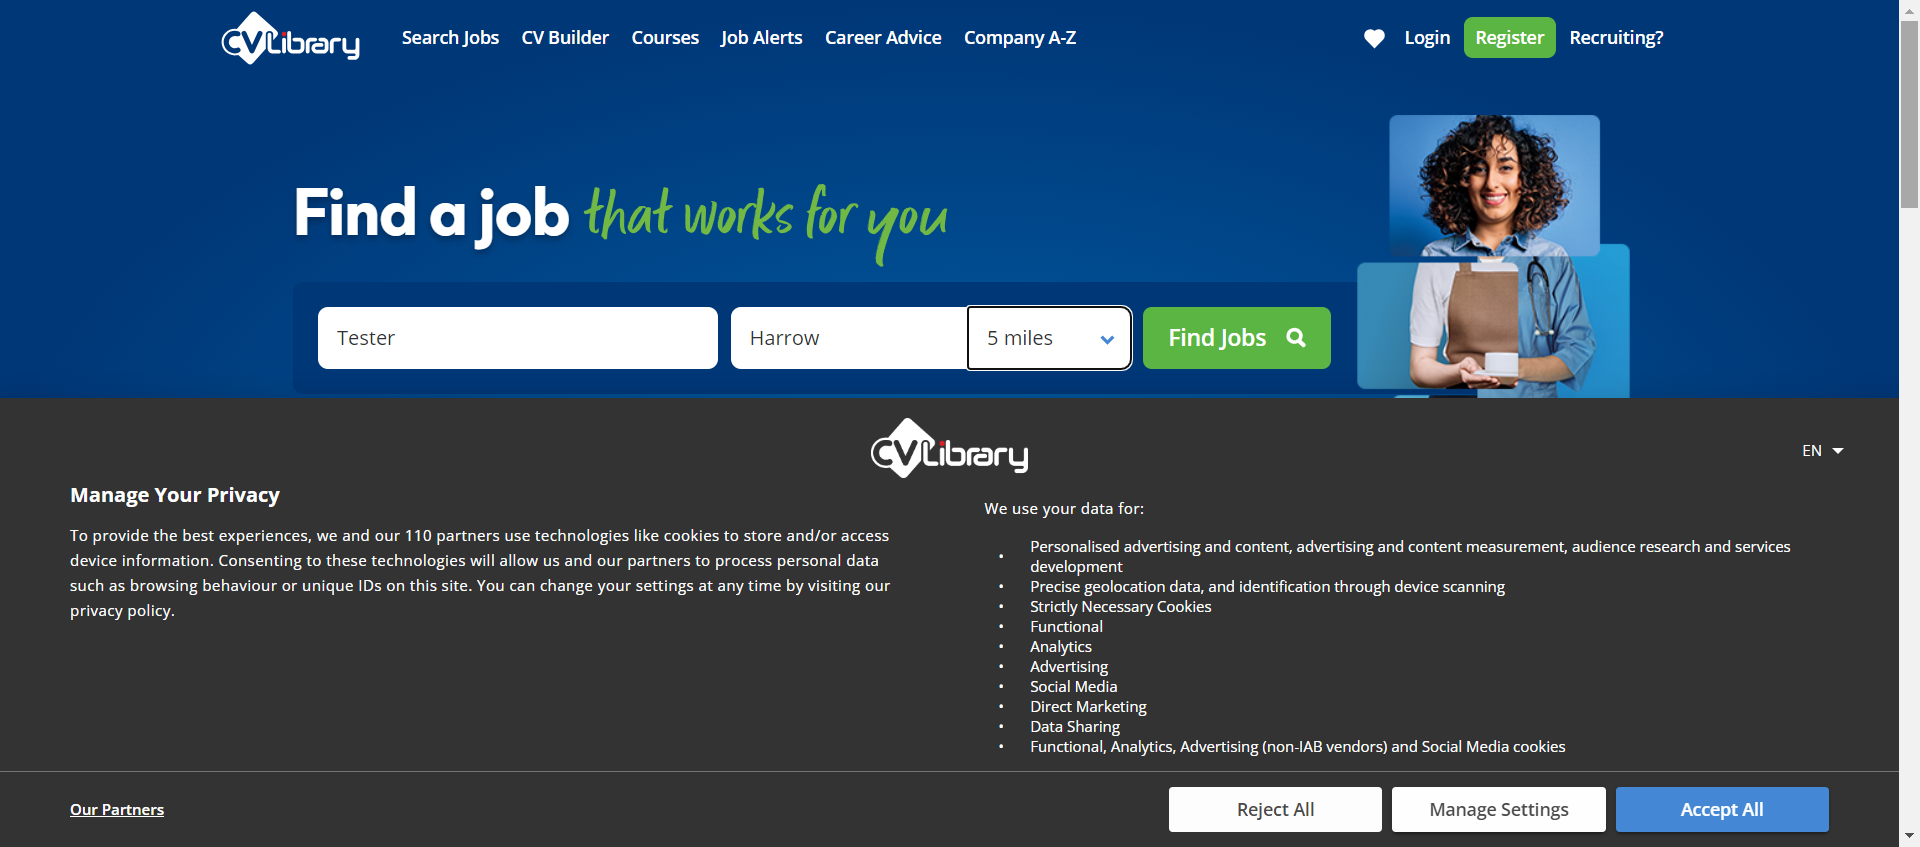 CV Library
Search Jobs CV Builder Courses Job Alerts Career Advice Company A-Z
Login Register Recruiting?
Find a job that works for you
Tester Harrow 5 miles Find Jobs
CV Library
EN
Manage Your Privacy
To provide the best experiences, we and our 110 partners use technologies like cookies to store and/or access
device information. Consenting to these technologies will allow us and our partners to process personal data
such as browsing behaviour or unique IDs on this site. You can change your settings at any time by visiting our
privacy policy.
We use your data for:
• Personalised advertising and content, advertising and content measurement, audience research and services
development
• Precise geolocation data, and identification through device scanning
• Strictly Necessary Cookies
• Functional
• Analytics
• Advertising
• Social Media
• Direct Marketing
• Data Sharing
• Functional, Analytics, Advertising (non-IAB vendors) and Social Media cookies
Our Partners
Reject All Manage Settings Accept All